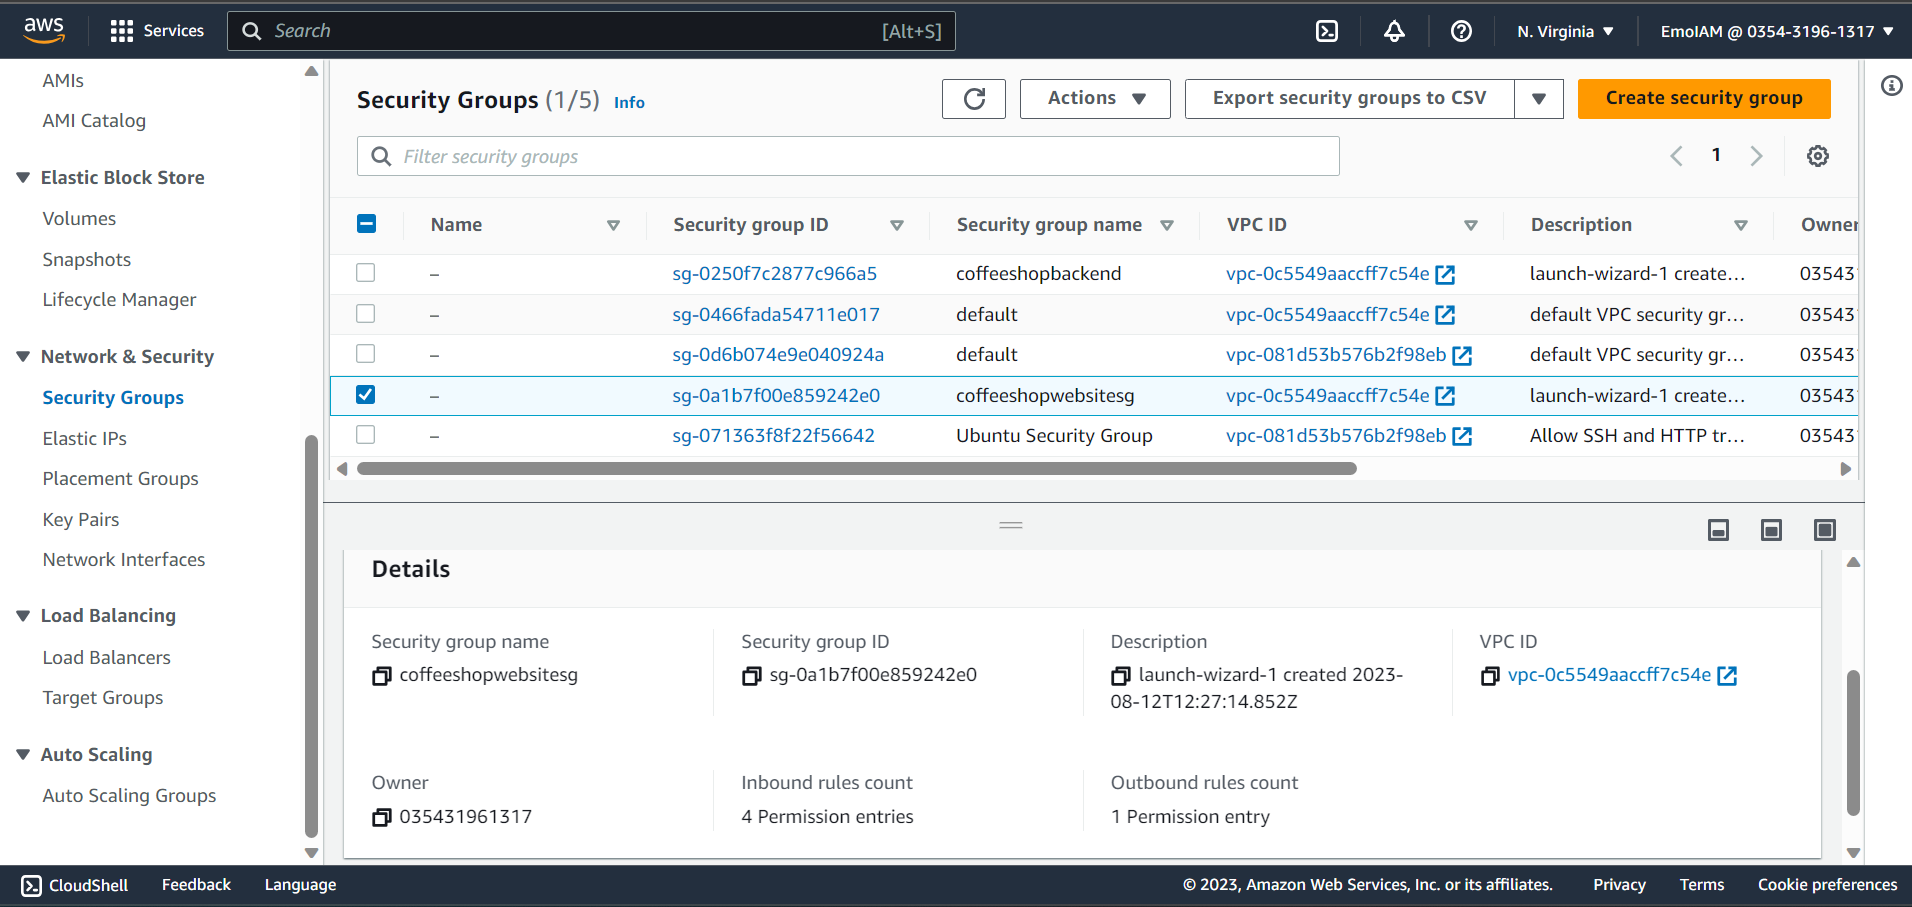 aws Services Search [Alt+S] N. Virginia EmoIAM @ 0354-3196-1317
AMIs
AMI Catalog
Elastic Block Store
Volumes
Snapshots
Lifecycle Manager
Network & Security
Security Groups
Elastic IPs
Placement Groups
Key Pairs
Network Interfaces
Load Balancing
Load Balancers
Target Groups
Auto Scaling
Auto Scaling Groups
Security Groups (1/5) Info Actions Export security groups to CSV Create security group
Filter security groups 1
Name Security group ID Security group name VPC ID Description Owner
– sg-0250f7c2877c966a5 coffeeshopbackend vpc-0c5549aaccff7c54e launch-wizard-1 create... 03543
– sg-0466fada54711e017 default vpc-0c5549aaccff7c54e default VPC security gr... 03543
– sg-0d6b074e9e040924a default vpc-081d53b576b2f98eb default VPC security gr... 03543
– sg-0a1b7f00e859242e0 coffeeshopwebsitesg vpc-0c5549aaccff7c54e launch-wizard-1 create... 03543
– sg-071363f8f22f56642 Ubuntu Security Group vpc-081d53b576b2f98eb Allow SSH and HTTP tr... 03543
Details
Security group name Security group ID Description VPC ID
coffeeshopwebsitesg sg-0a1b7f00e859242e0 launch-wizard-1 created 2023- vpc-0c5549aaccff7c54e
08-12T12:27:14.852Z
Owner Inbound rules count Outbound rules count
035431961317 4 Permission entries 1 Permission entry
CloudShell Feedback Language © 2023, Amazon Web Services, Inc. or its affiliates. Privacy Terms Cookie preferences